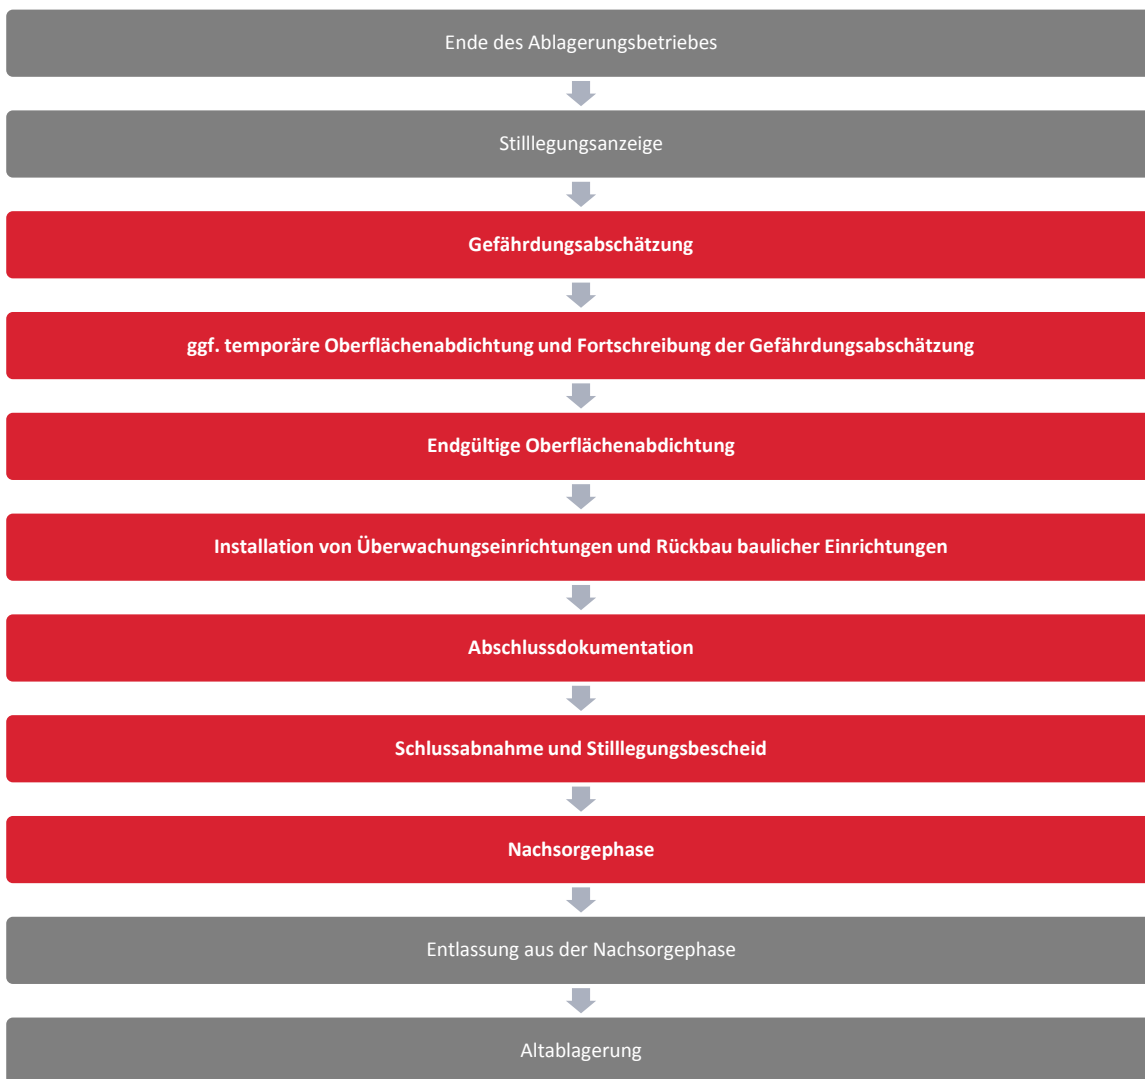 Ende des Ablagerungsbetriebes
Stilllegungsanzeige
Gefährdungsabschätzung
ggf. temporäre Oberflächenabdichtung und Fortschreibung der Gefährdungsabschätzung
Endgültige Oberflächenabdichtung
Installation von Überwachungseinrichtungen und Rückbau baulicher Einrichtungen
Abschlussdokumentation
Schlussabnahme und Stilllegungsbescheid
Nachsorgephase
Entlassung aus der Nachsorgephase
Altablagerung